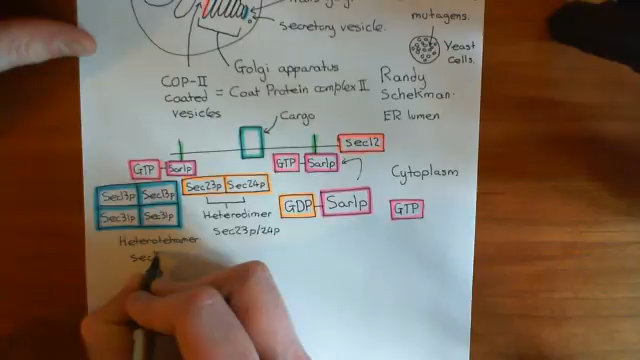 secretory vesicle.
mutagens.
Yeast cells.
Golgi apparatus
COP-II coated vesicles
= Coat Protein complex II
Randy Schekman.
Cargo
ER lumen
Sec12
GTP
Sar1p
GTP
Sar1p
Cytoplasm
Sec13p
Sec13p
Sec31p
Sec31p
Sec23p
Sec24p
GDP
Sar1p
GTP
Heterodimer
Sec23p/24p
Heterotetramer
Sec